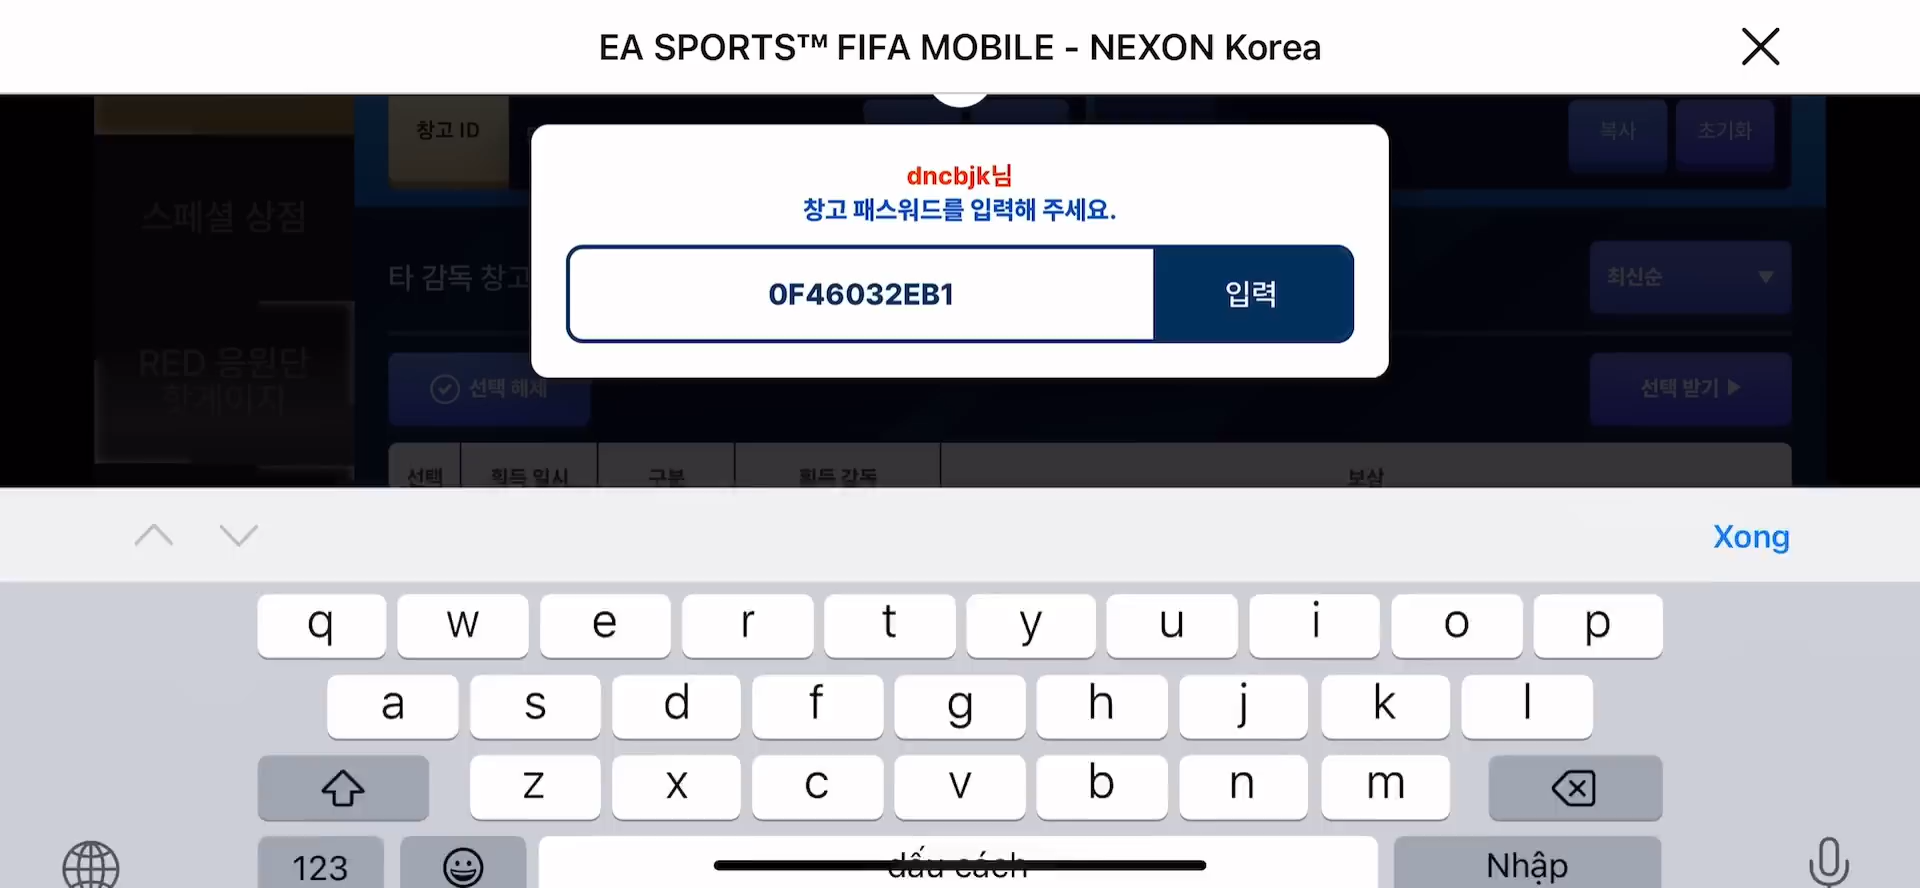 EA SPORTS™ FIFA MOBILE - NEXON Korea
창고 ID
복사
초기화
dncbjk님
창고 패스워드를 입력해 주세요.
스페셜 상점
타 감독 창고
최신순
0F46032EB1
입력
RED 응원단
핫게이지
선택 해제
선택 받기
선택
획득 일시
구분
획득 감독
보상
Xong
q w e r t y u i o p
a s d f g h j k l
z x c v b n m
123
dấu cách
Nhập